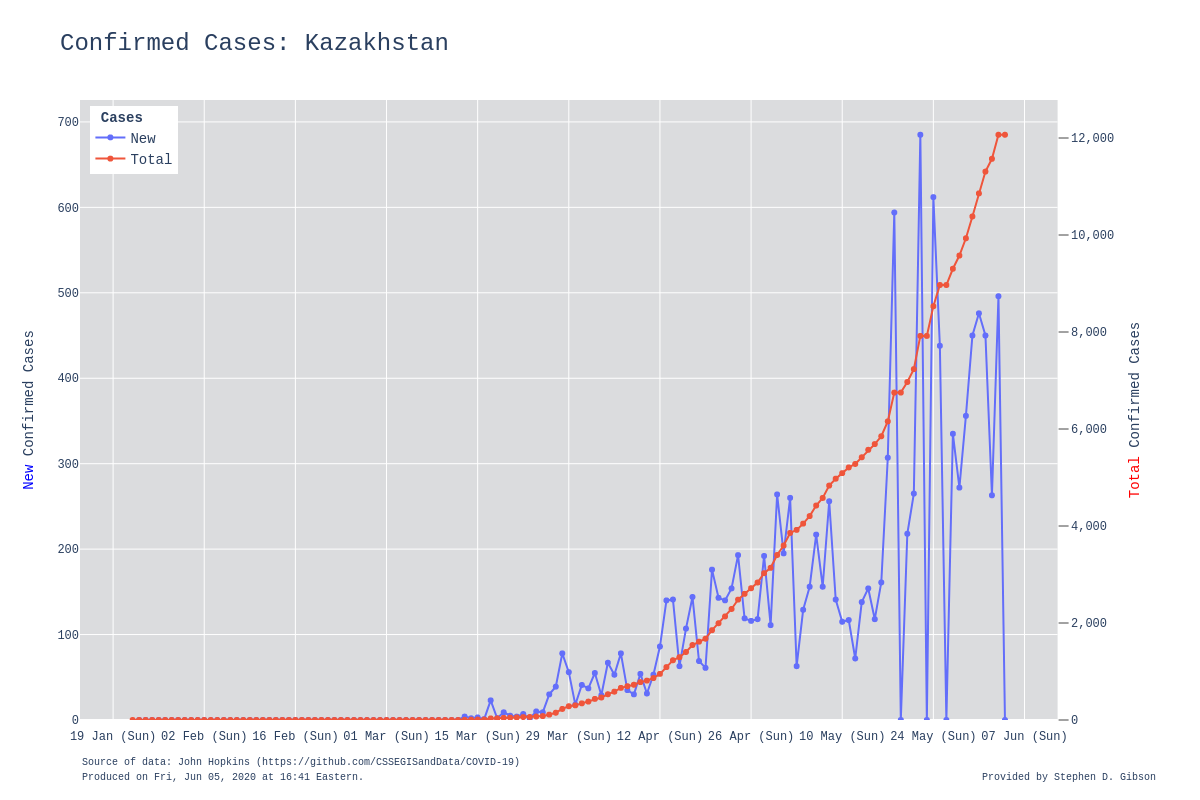 Confirmed Cases: Kazakhstan
Cases
New
Total
700
600
500
400
300
200
100
0
New Confirmed Cases
12,000
10,000
8,000
6,000
4,000
2,000
0
Total Confirmed Cases
19 Jan (Sun) 02 Feb (Sun) 16 Feb (Sun) 01 Mar (Sun) 15 Mar (Sun) 29 Mar (Sun) 12 Apr (Sun) 26 Apr (Sun) 10 May (Sun) 24 May (Sun) 07 Jun (Sun)
Source of data: John Hopkins (https://github.com/CSSEGISandData/COVID-19)
Produced on Fri, Jun 05, 2020 at 16:41 Eastern.
Provided by Stephen D. Gibson